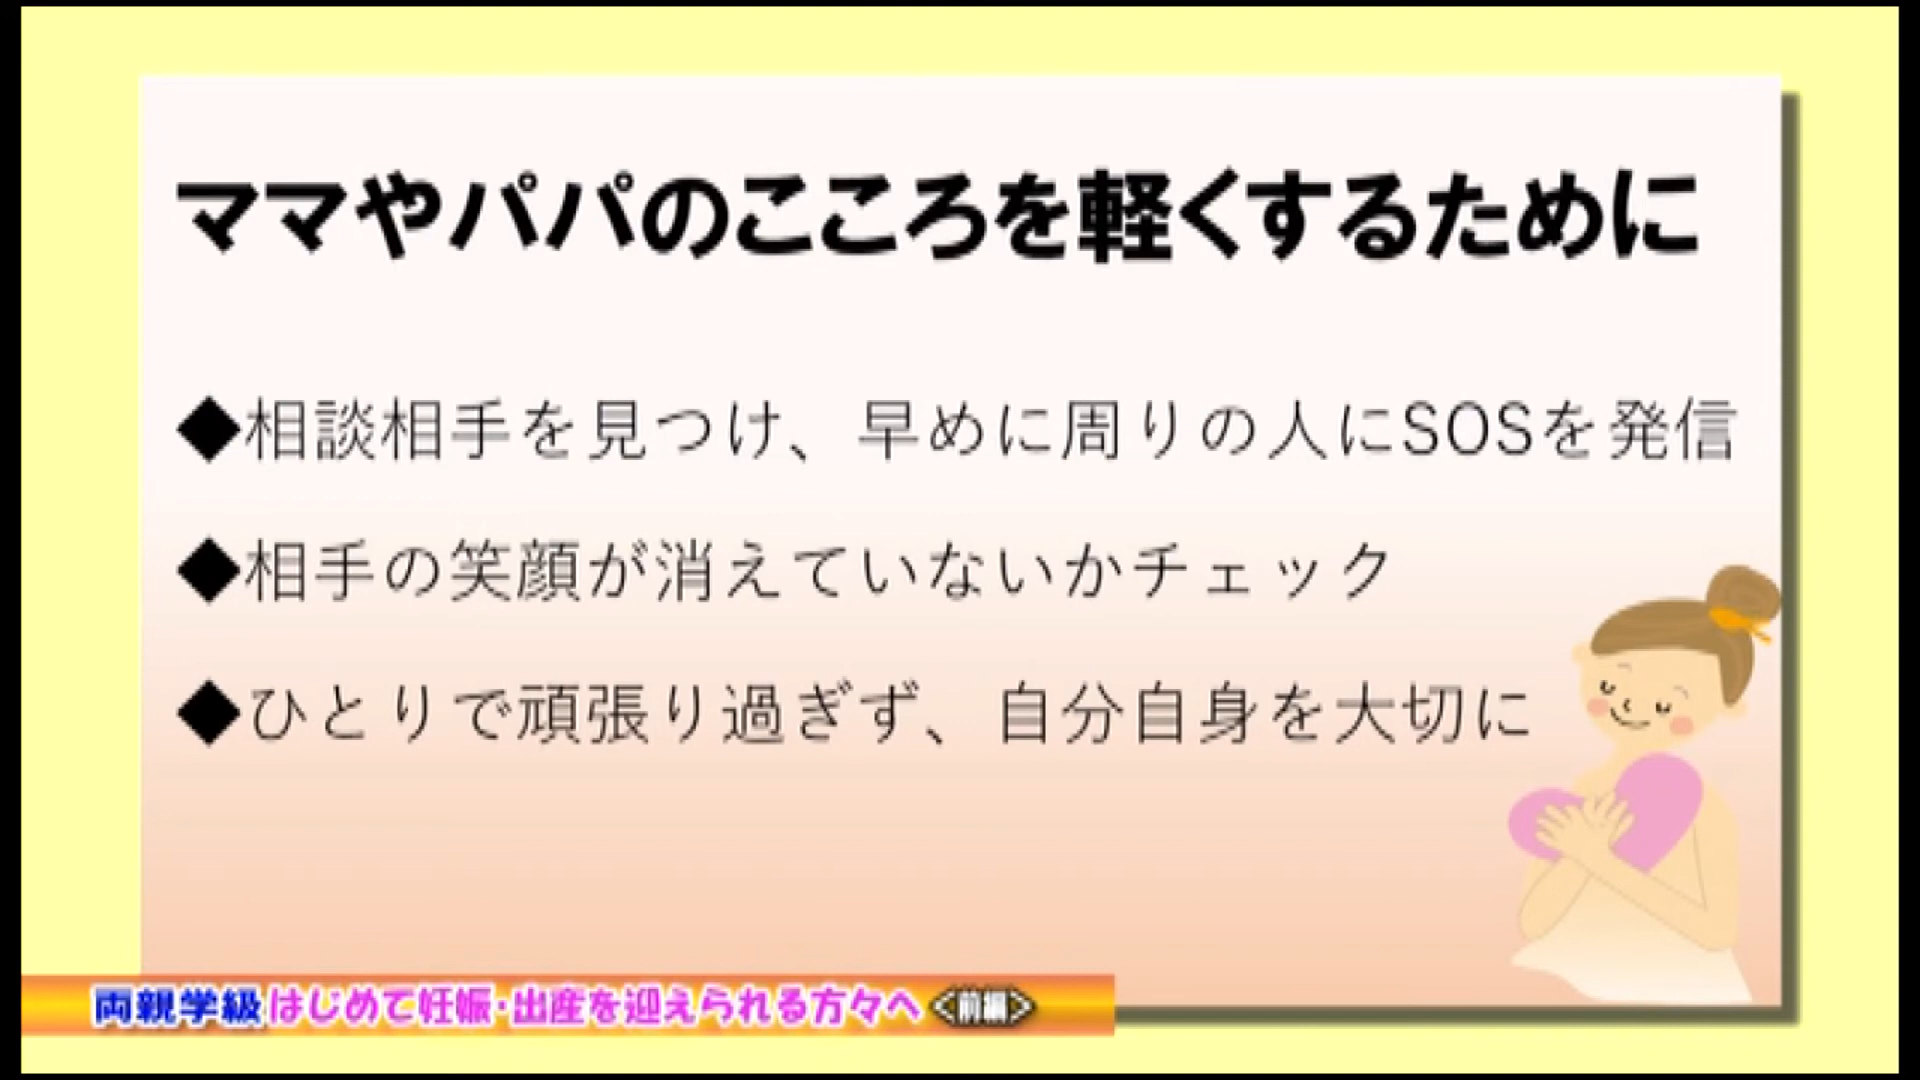 ママやパパのこころを軽くするために
◆相談相手を見つけ、早めに周りの人にSOSを発信
◆相手の笑顔が消えていないかチェック
◆ひとりで頑張り過ぎず、自分自身を大切に
両親学級はじめて妊娠・出産を迎えられる方々へ<前編>